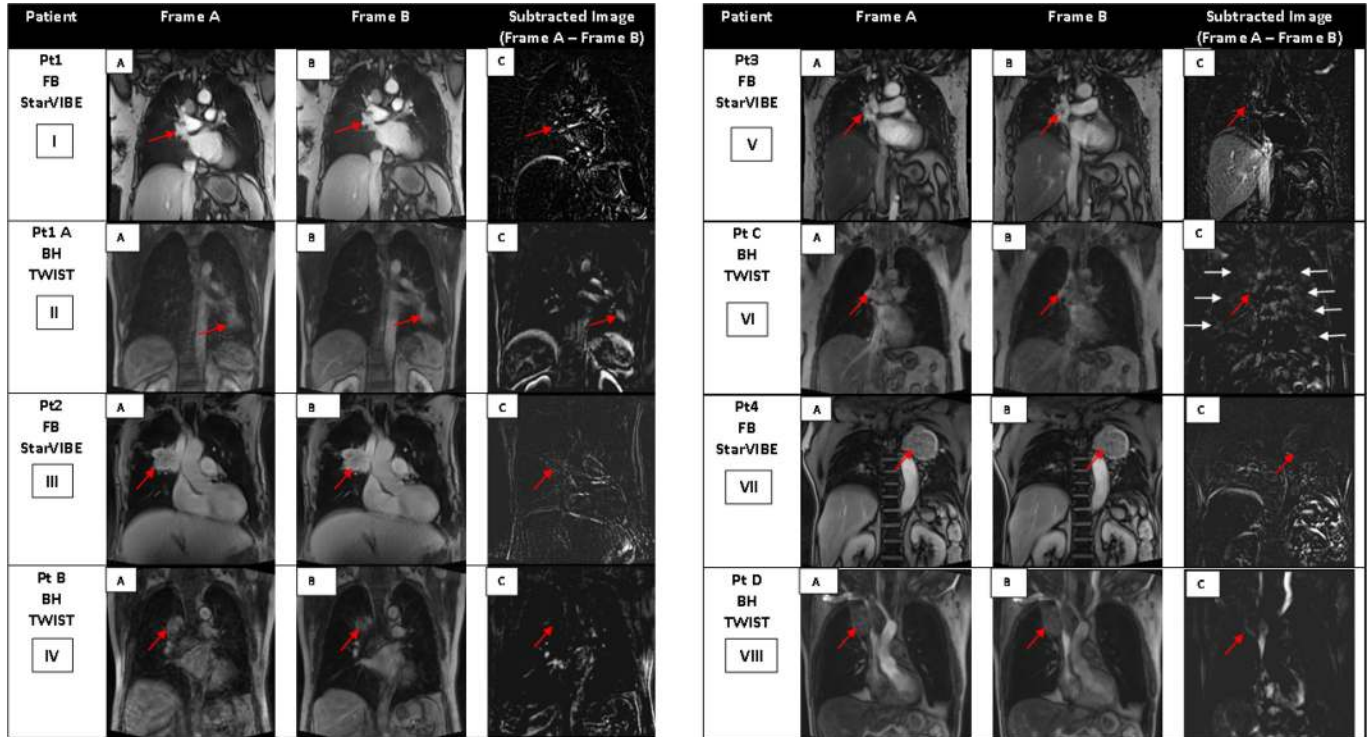 Patient Frame A Frame B Subtracted Image
(Frame A – Frame B)
Pt1
FB
StarVIBE
I
A B C
Pt1 A
BH
TWIST
II
A B C
Pt2
FB
StarVIBE
III
A B C
Pt B
BH
TWIST
IV
A B C
Patient Frame A Frame B Subtracted Image
(Frame A – Frame B)
Pt3
FB
StarVIBE
V
A B C
Pt C
BH
TWIST
VI
A B C
Pt4
FB
StarVIBE
VII
A B C
Pt D
BH
TWIST
VIII
A B C